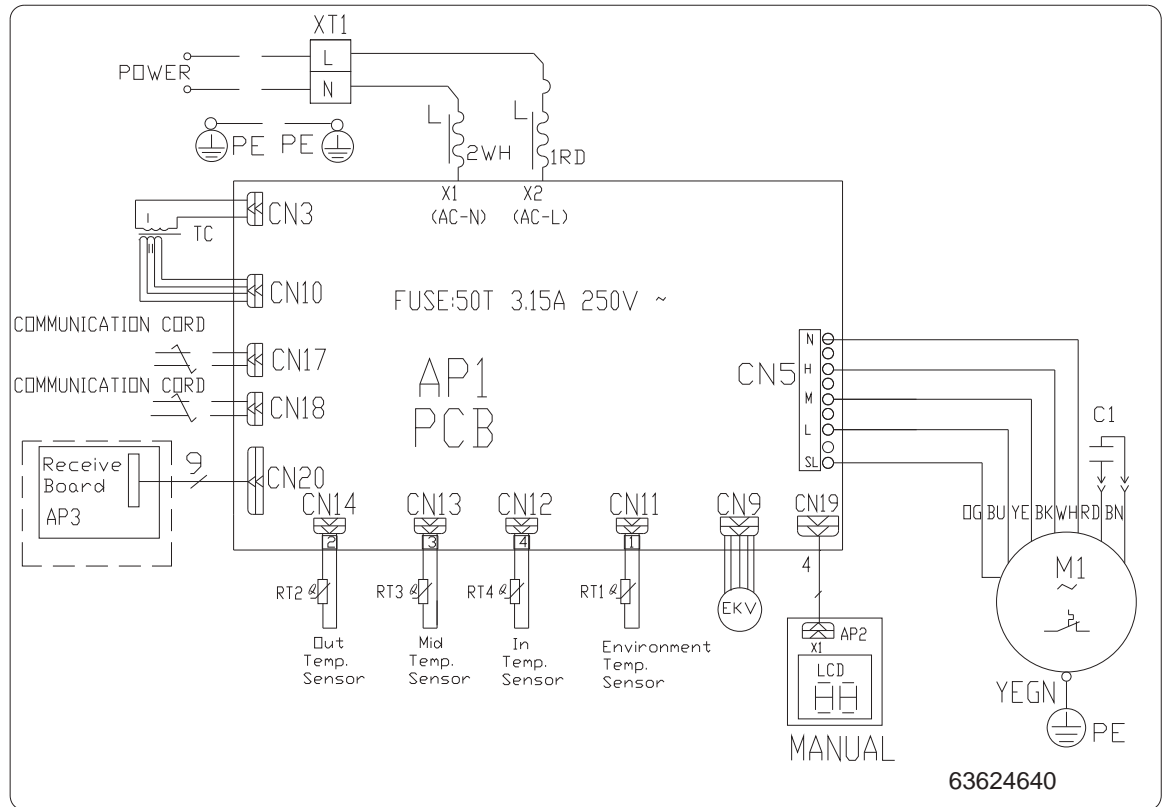 XT1
L
N
POWER
PE PE
L
L
2WH
1RD
X1
(AC-N)
X2
(AC-L)
CN3
I
II
TC
CN10
FUSE:50T 3.15A 250V ~
COMMUNICATION CORD
CN17
COMMUNICATION CORD
CN18
AP1
PCB
CN5
N
H
M
L
SL
C1
Receive
Board
AP3
9
CN20
CN14
CN13
CN12
CN11
CN9
CN19
2
3
4
1
4
OG BU YE BK WH RD BN
RT2
RT3
RT4
RT1
EKV
M1
~
Out
Temp.
Sensor
Mid
Temp.
Sensor
In
Temp.
Sensor
Environment
Temp.
Sensor
AP2
X1
LCD
88
MANUAL
YEGN
PE
63624640